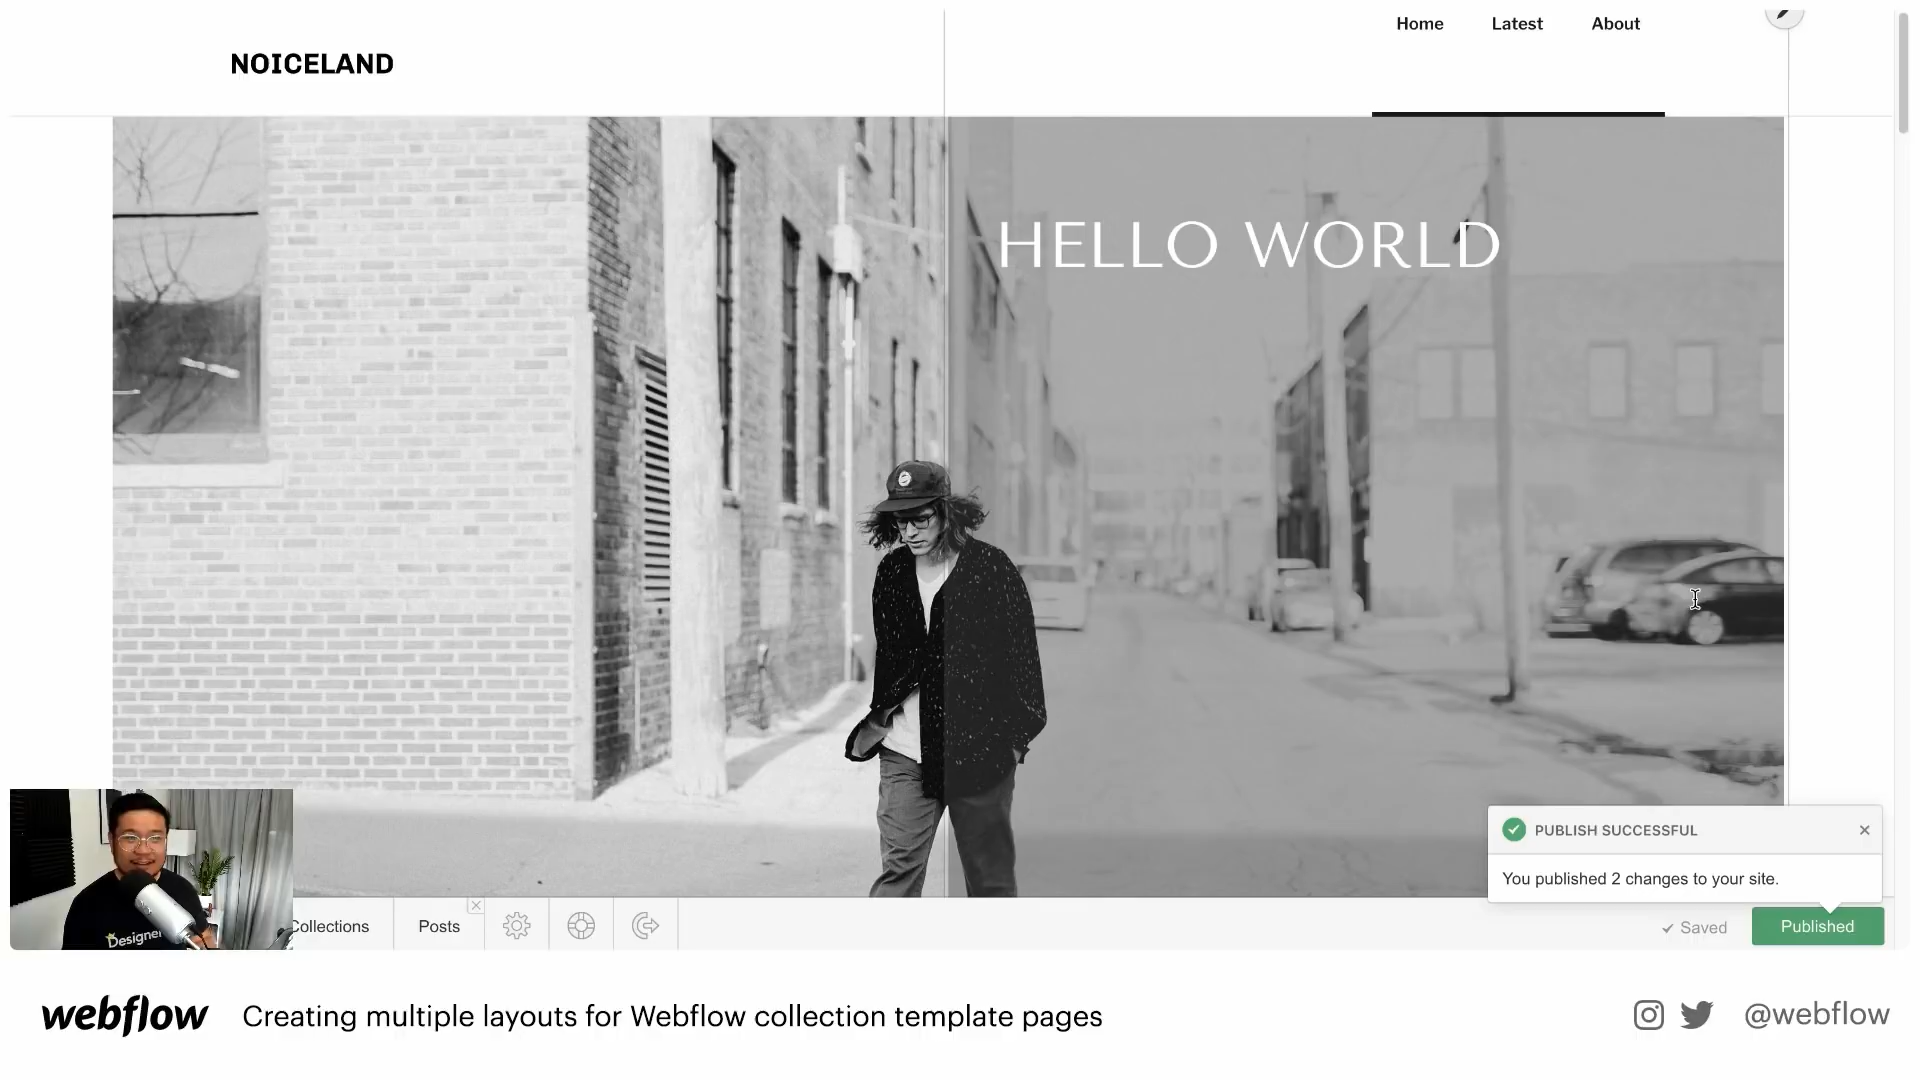 Home Latest About
NOICELAND
HELLO WORLD
PUBLISH SUCCESSFUL
You published 2 changes to your site.
Designer
Collections Posts
Saved Published
webflow Creating multiple layouts for Webflow collection template pages @webflow